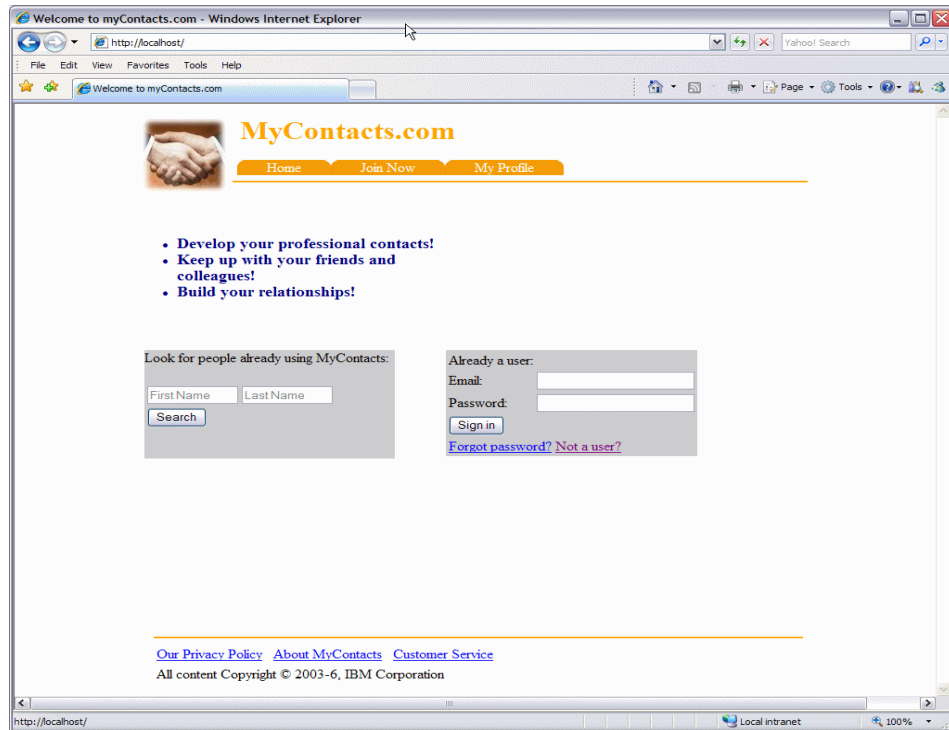 Welcome to myContacts.com - Windows Internet Explorer
http://localhost/
Yahoo! Search
File Edit View Favorites Tools Help
Welcome to myContacts.com
Page Tools
MyContacts.com
Home Join Now My Profile
• Develop your professional contacts!
• Keep up with your friends and
colleagues!
• Build your relationships!
Look for people already using MyContacts:
First Name Last Name
Search
Already a user:
Email:
Password:
Sign in
Forgot password? Not a user?
Our Privacy Policy About MyContacts Customer Service
All content Copyright © 2003-6, IBM Corporation
http://localhost/ Local intranet 100%